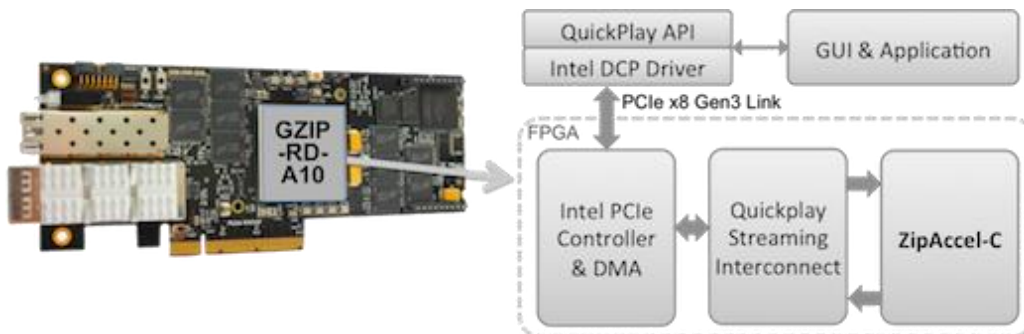 GZIP
-RD-
A10
QuickPlay API
Intel DCP Driver
GUI & Application
PCIe x8 Gen3 Link
FPGA
Intel PCIe
Controller
& DMA
Quickplay
Streaming
Interconnect
ZipAccel-C